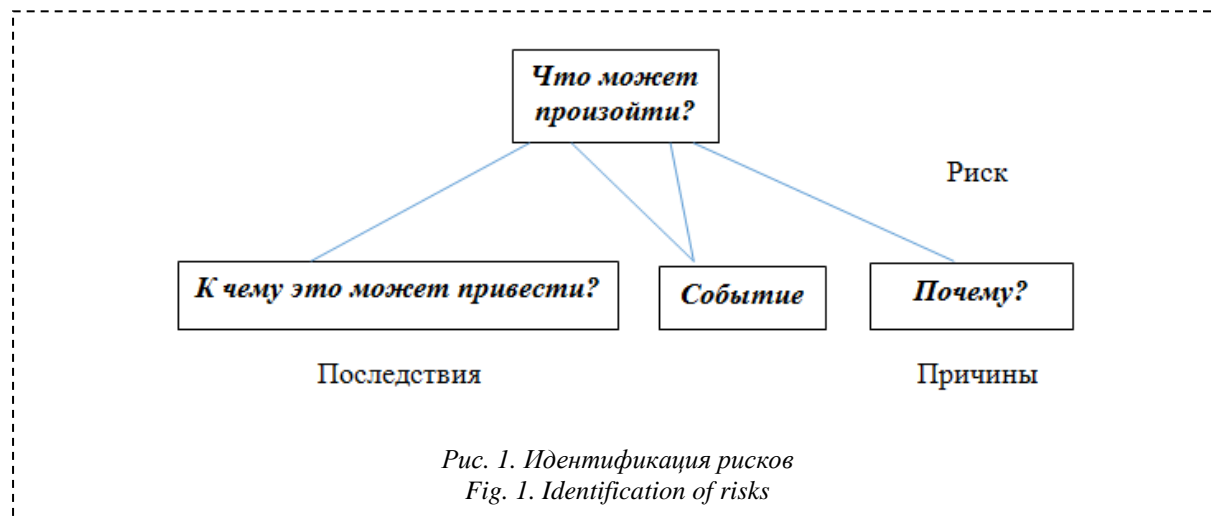 Что может
произойти?
Риск
К чему это может привести?
Событие
Почему?
Последствия
Причины
Рис. 1. Идентификация рисков
Fig. 1. Identification of risks